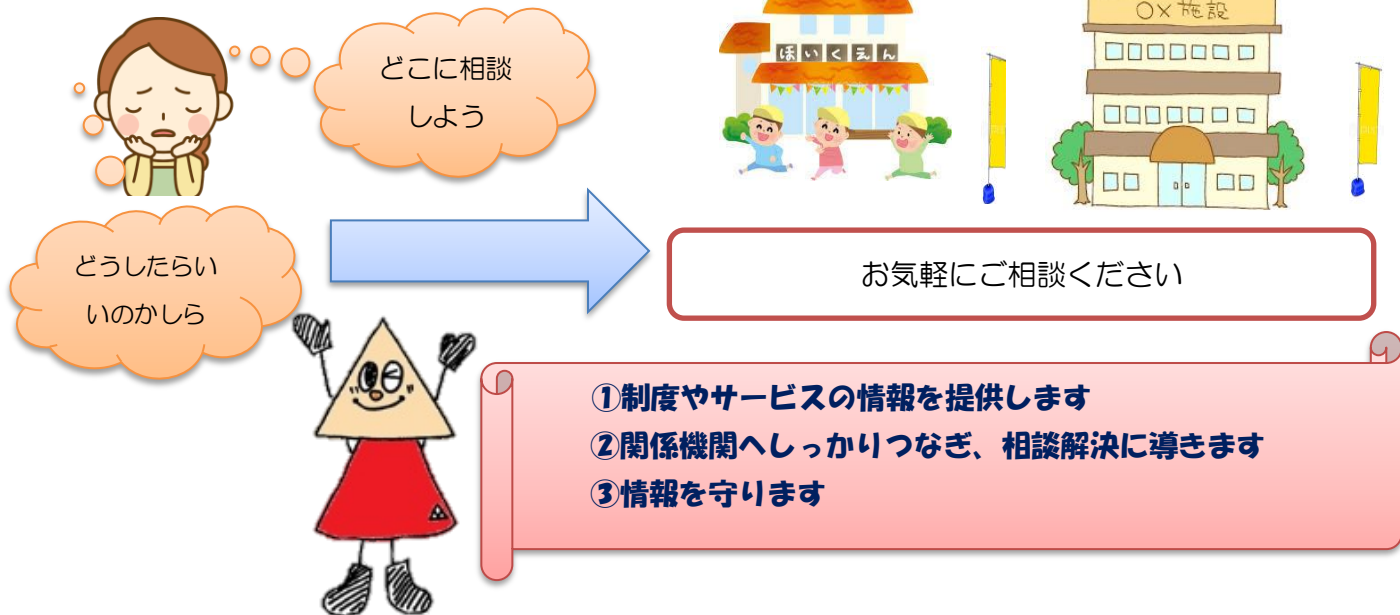 どこに相談
しよう
ほいくえん
〇×施設
どうしたらい
いのかしら
お気軽にご相談ください
①制度やサービスの情報を提供します
②関係機関へしっかりつなぎ、相談解決に導きます
③情報を守ります